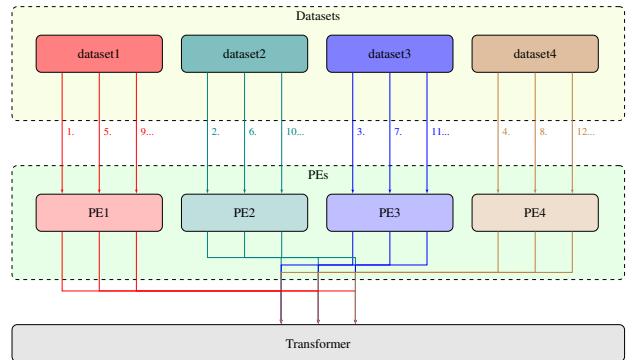 Datasets
dataset1 dataset2 dataset3 dataset4
1. 5. 9... 2. 6. 10... 3. 7. 11... 4. 8. 12...
PEs
PE1 PE2 PE3 PE4
Transformer